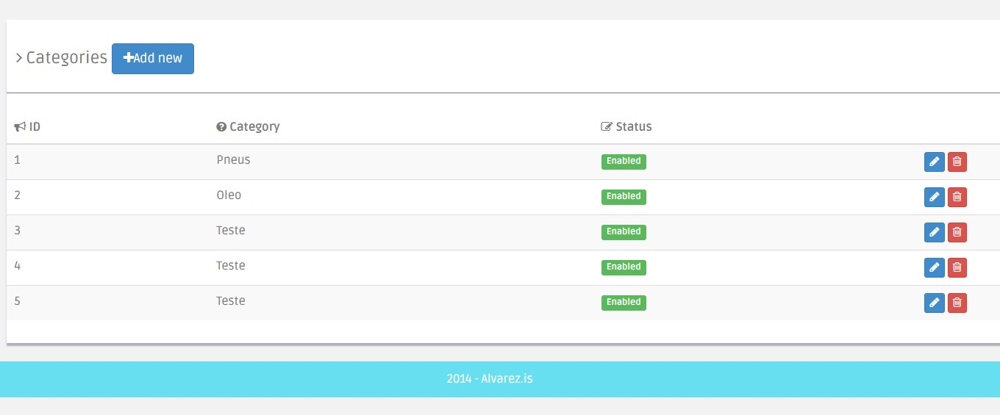 Categories Add new
ID Category Status
1 Pneus Enabled
2 Oleo Enabled
3 Teste Enabled
4 Teste Enabled
5 Teste Enabled
2014 - Alvarez.is